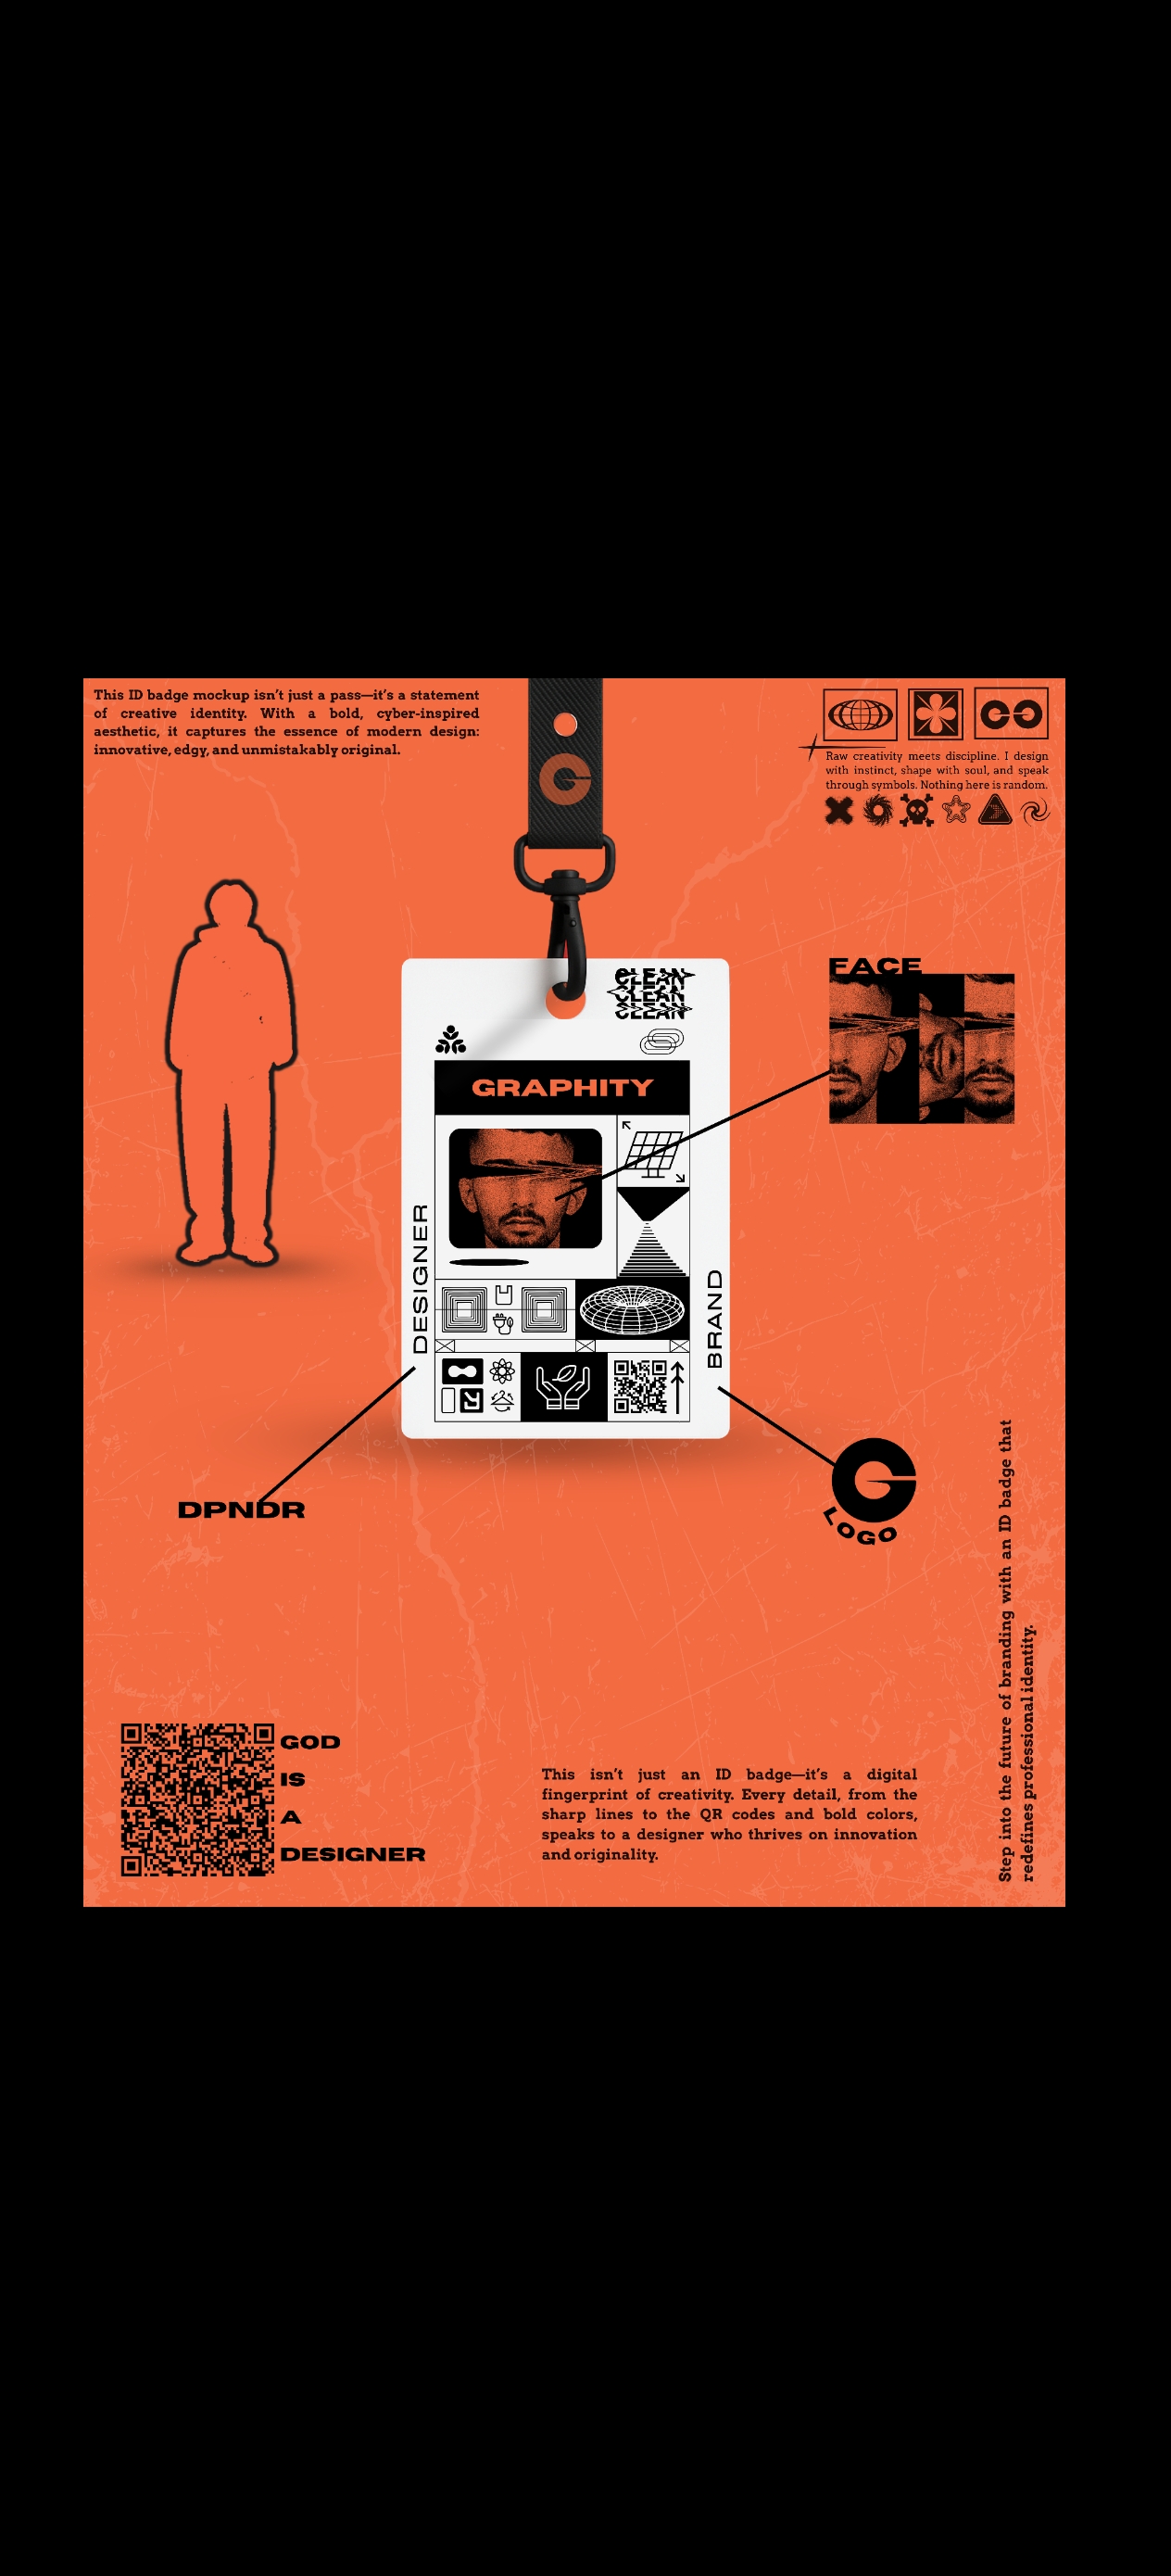 This ID badge mockup isn't just a pass—it's a statement
of creative identity. With a bold, cyber-inspired
aesthetic, it captures the essence of modern design:
innovative, edgy, and unmistakably original.
Raw creativity meets discipline. I design
with instinct, shape with soul, and speak
through symbols. Nothing here is random.
FACE
CLEAN
CLEAN
CLEAN
GRAPHITY
DESIGNER
BRAND
DPNDR
LOGO
Step into the future of branding with an ID badge that
redefines professional identity.
GOD
IS
A
DESIGNER
This isn't just an ID badge—it's a digital
fingerprint of creativity. Every detail, from the
sharp lines to the QR codes and bold colors,
speaks to a designer who thrives on innovation
and originality.